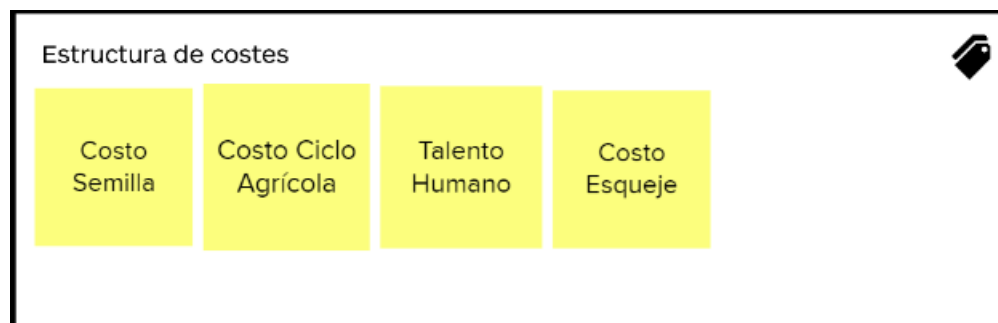 Estructura de costes
Costo
Semilla
Costo Ciclo
Agrícola
Talento
Humano
Costo
Esqueje